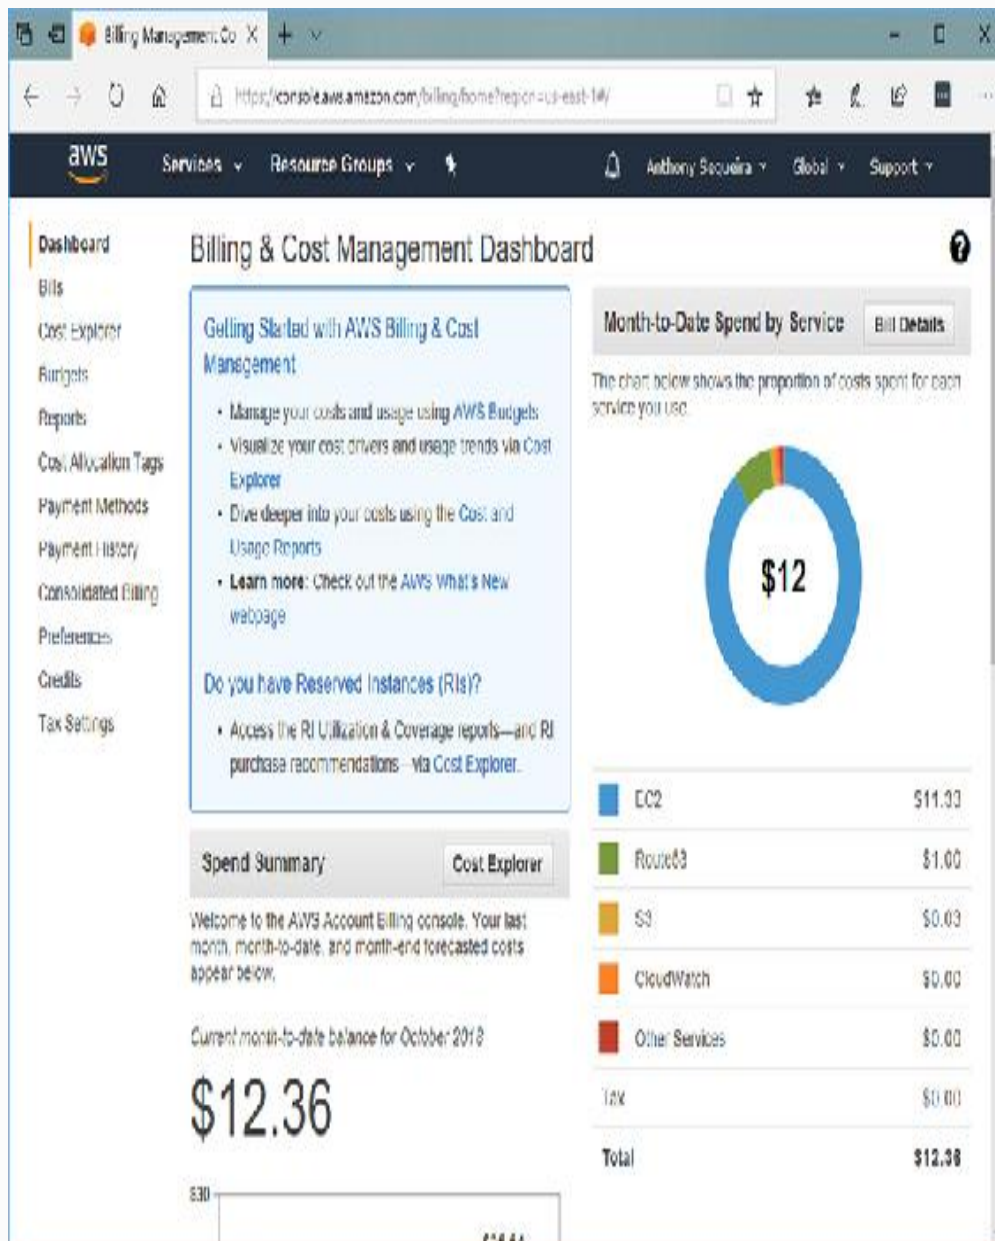 Billing Management Co
https://console.aws.amazon.com/billing/home?region=us-east-1#/
aws
Services
Resource Groups
Anthony Sequeira
Global
Support
Dashboard
Bills
Cost Explorer
Budgets
Reports
Cost Allocation Tags
Payment Methods
Payment History
Consolidated Billing
Preferences
Credits
Tax Settings
Billing & Cost Management Dashboard
Getting Started with AWS Billing & Cost
Management
• Manage your costs and usage using AWS Budgets
• Visualize your cost drivers and usage trends via Cost
Explorer
• Dive deeper into your costs using the Cost and
Usage Reports
• Learn more: Check out the AWS What's New
webpage
Do you have Reserved Instances (RIs)?
• Access the RI Utilization & Coverage reports—and RI
purchase recommendations—via Cost Explorer.
Spend Summary
Cost Explorer
Welcome to the AWS Account Billing console. Your last
month, month-to-date, and month-end forecasted costs
appear below.
Current month-to-date balance for October 2018
$12.36
$30
Month-to-Date Spend by Service
Bill Details
The chart below shows the proportion of costs spent for each
service you use.
$12
EC2 $11.33
Route53 $1.00
S3 $0.03
CloudWatch $0.00
Other Services $0.00
Tax $0.00
Total $12.36